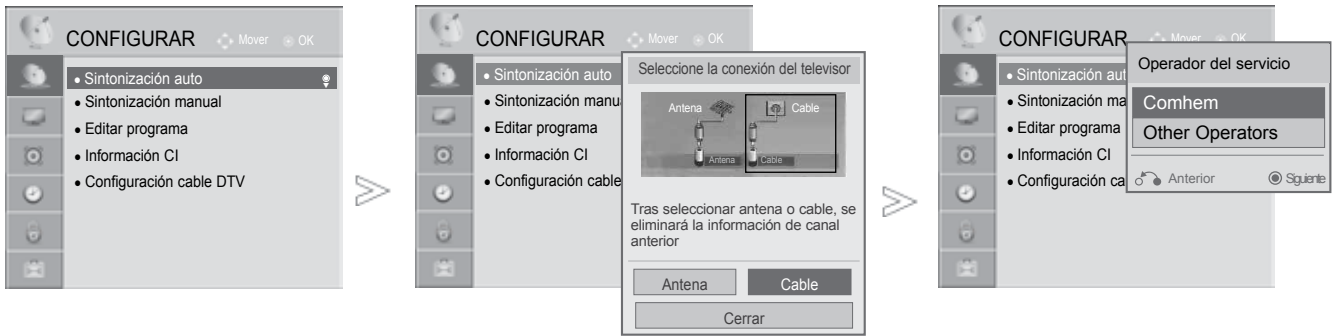 CONFIGURAR
Mover
OK
• Sintonización auto
• Sintonización manual
• Editar programa
• Información CI
• Configuración cable DTV
CONFIGURAR
Mover
OK
• Sintonización auto
• Sintonización manu
• Editar programa
• Información CI
• Configuración cable
Seleccione la conexión del televisor
Antena
Cable
Antena
Cable
Tras seleccionar antena o cable, se
eliminará la información de canal
anterior
Antena
Cable
Cerrar
CONFIGURAR
Mover
OK
• Sintonización aut
• Sintonización ma
• Editar programa
• Información CI
• Configuración ca
Operador del servicio
Comhem
Other Operators
Anterior
Siguiente